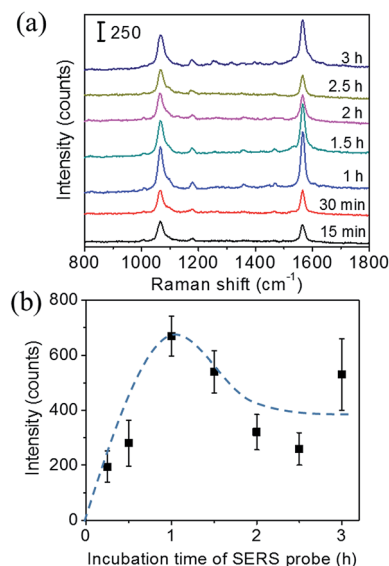 (a)
250
3 h
2.5 h
2 h
1.5 h
1 h
30 min
15 min
Intensity (counts)
800 1000 1200 1400 1600 1800
Raman shift (cm⁻¹)
(b)
800
600
400
200
0
Intensity (counts)
0 1 2 3
Incubation time of SERS probe (h)